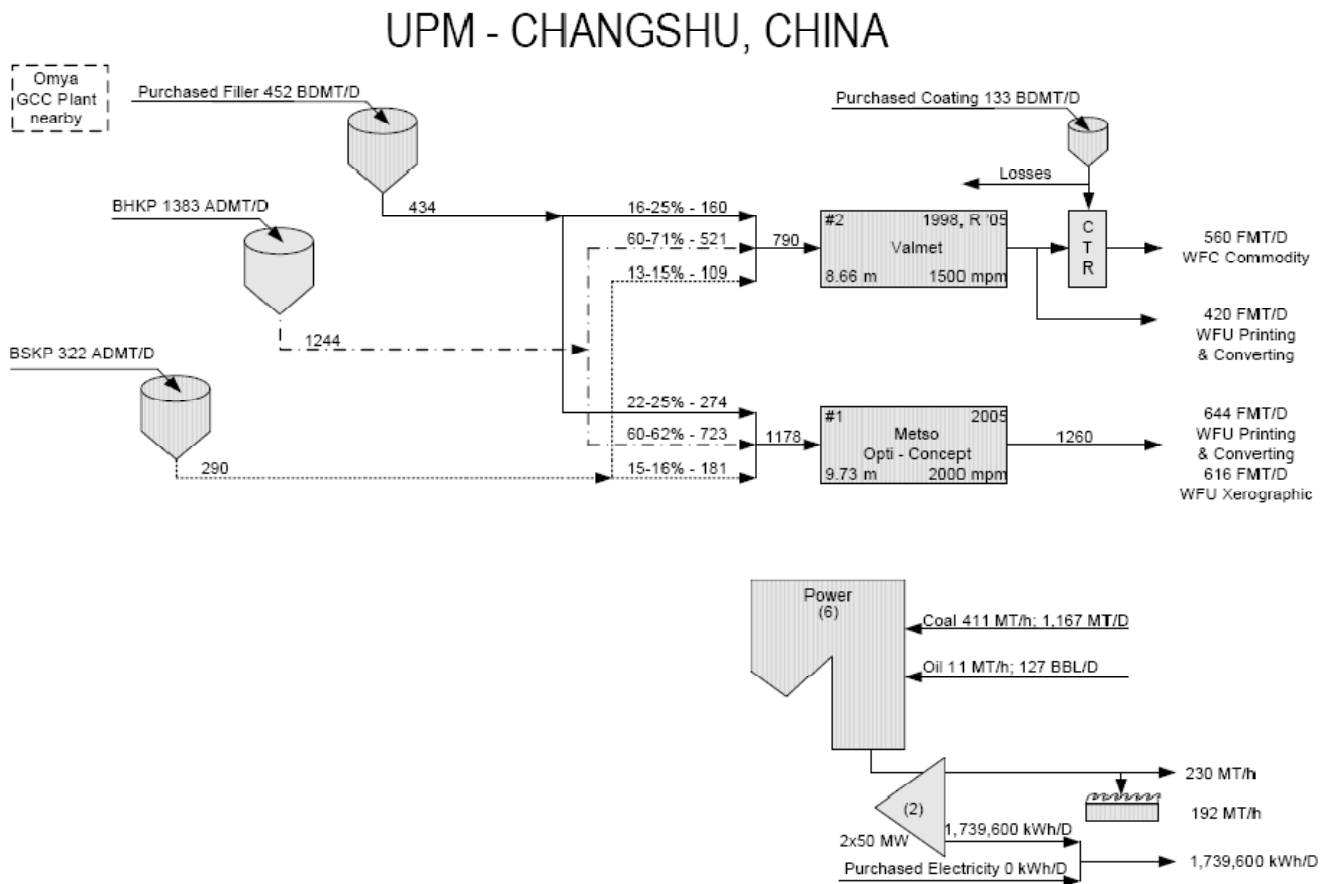 UPM - CHANGSHU, CHINA
Omya
GCC Plant
nearby
Purchased Filler 452 BDMT/D
Purchased Coating 133 BDMT/D
Losses
BHKP 1383 ADMT/D
434
16-25% - 160
60-71% - 521
13-15% - 109
790
#2
1998, R '05
Valmet
8.66 m
1500 mpm
C
T
R
560 FMT/D
WFC Commodity
420 FMT/D
WFU Printing
& Converting
1244
BSKP 322 ADMT/D
290
22-25% - 274
60-62% - 723
15-16% - 181
1178
#1
2005
Metso
Opti - Concept
9.73 m
2000 mpm
1260
644 FMT/D
WFU Printing
& Converting
616 FMT/D
WFU Xerographic
Power
(6)
Coal 411 MT/h; 1,167 MT/D
Oil 11 MT/h; 127 BBL/D
230 MT/h
192 MT/h
(2)
2x50 MW
1,739,600 kWh/D
Purchased Electricity 0 kWh/D
1,739,600 kWh/D